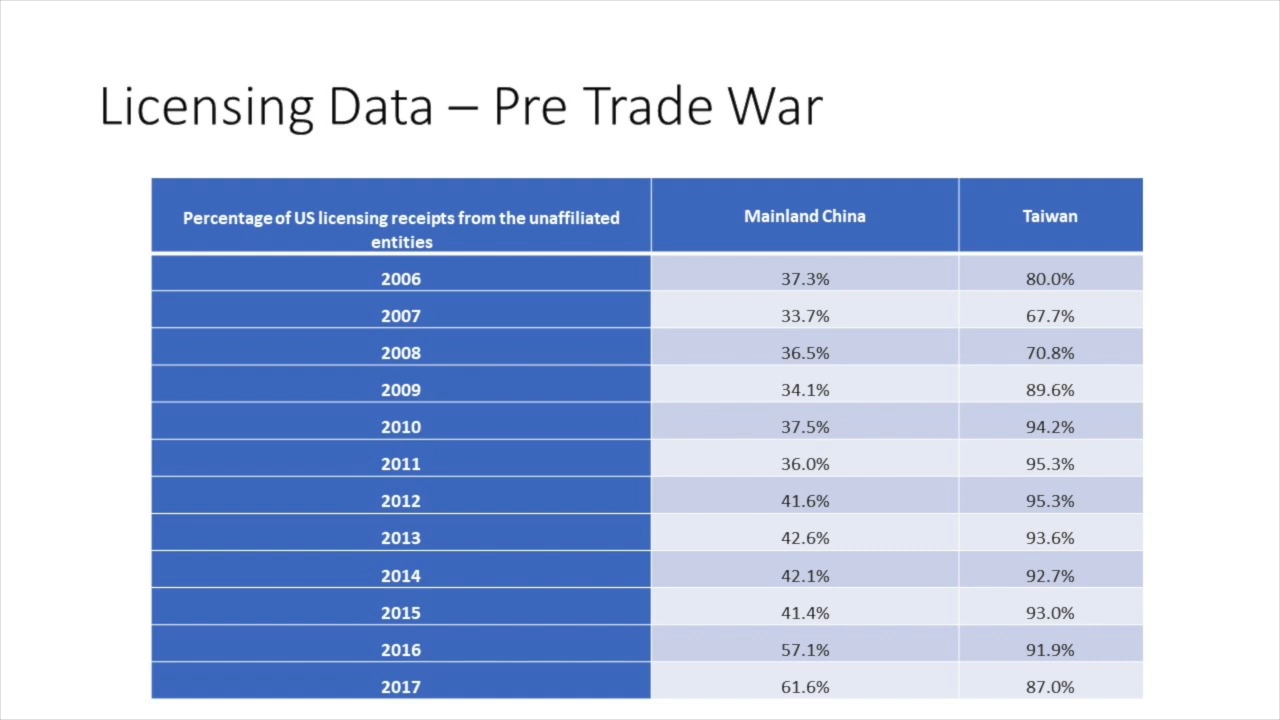 Licensing Data – Pre Trade War
Percentage of US licensing receipts from the unaffiliated
entities
Mainland China
Taiwan
2006 37.3% 80.0%
2007 33.7% 67.7%
2008 36.5% 70.8%
2009 34.1% 89.6%
2010 37.5% 94.2%
2011 36.0% 95.3%
2012 41.6% 95.3%
2013 42.6% 93.6%
2014 42.1% 92.7%
2015 41.4% 93.0%
2016 57.1% 91.9%
2017 61.6% 87.0%